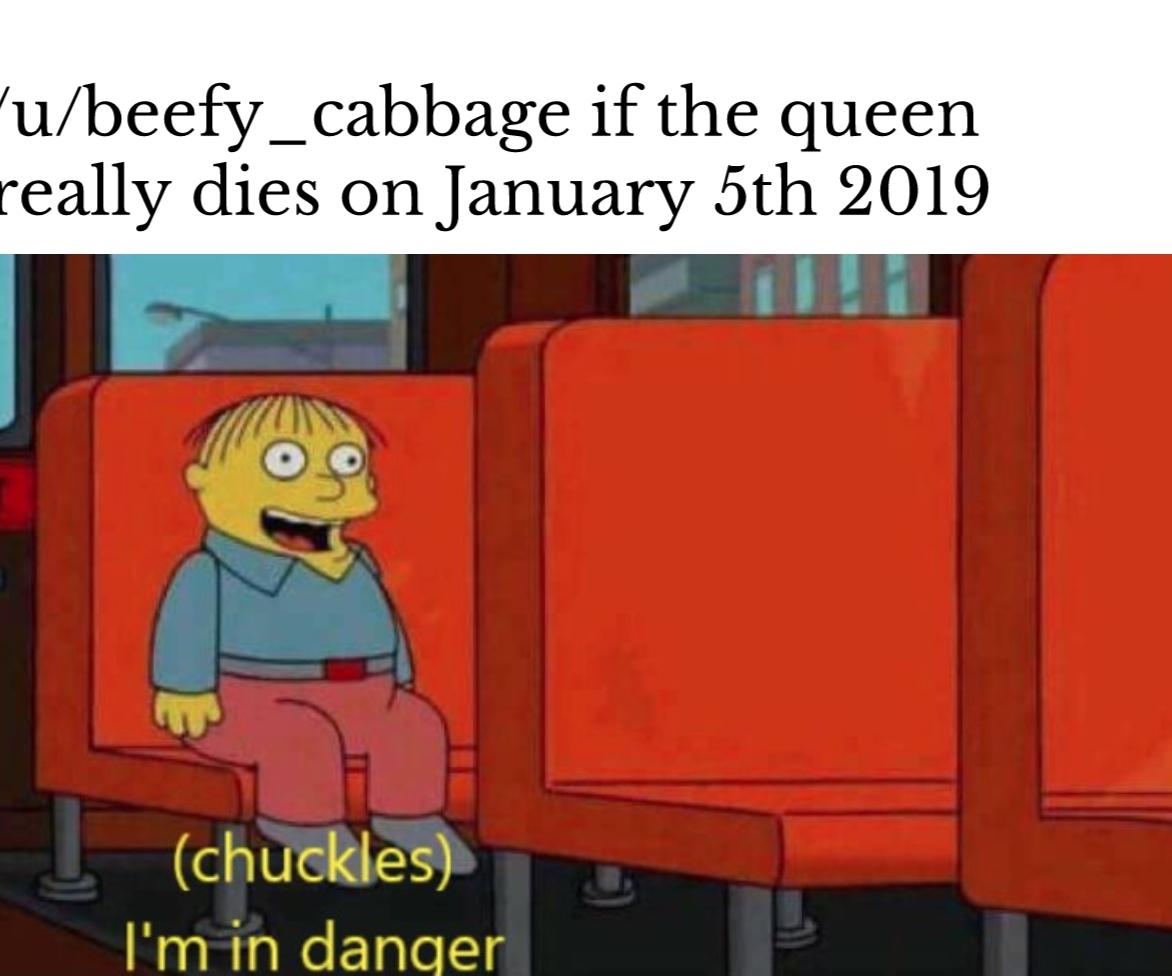 /u/beefy_cabbage if the queen
really dies on January 5th 2019
(chuckles)
I'm in danger